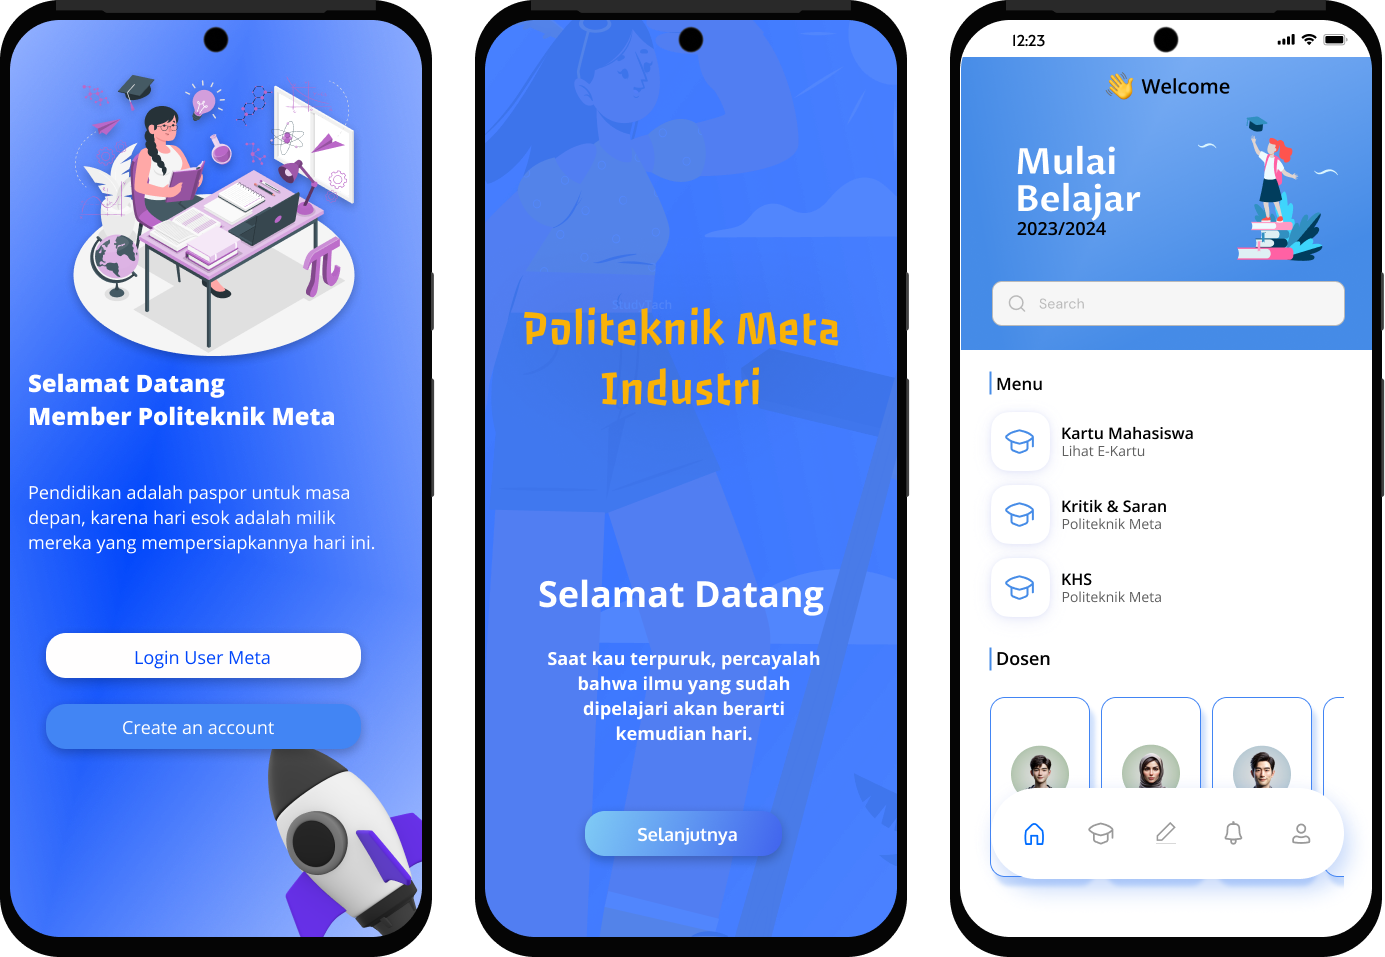 Selamat Datang
Member Politeknik Meta
Pendidikan adalah paspor untuk masa
depan, karena hari esok adalah milik
mereka yang mempersiapkannya hari ini.
Login User Meta
Create an account
StudyTech
Politeknik Meta
Industri
Selamat Datang
Saat kau terpuruk, percayalah
bahwa ilmu yang sudah
dipelajari akan berarti
kemudian hari.
Selanjutnya
12:23
👋 Welcome
Mulai
Belajar
2023/2024
Search
Menu
Kartu Mahasiswa
Lihat E-Kartu
Kritik & Saran
Politeknik Meta
KHS
Politeknik Meta
Dosen